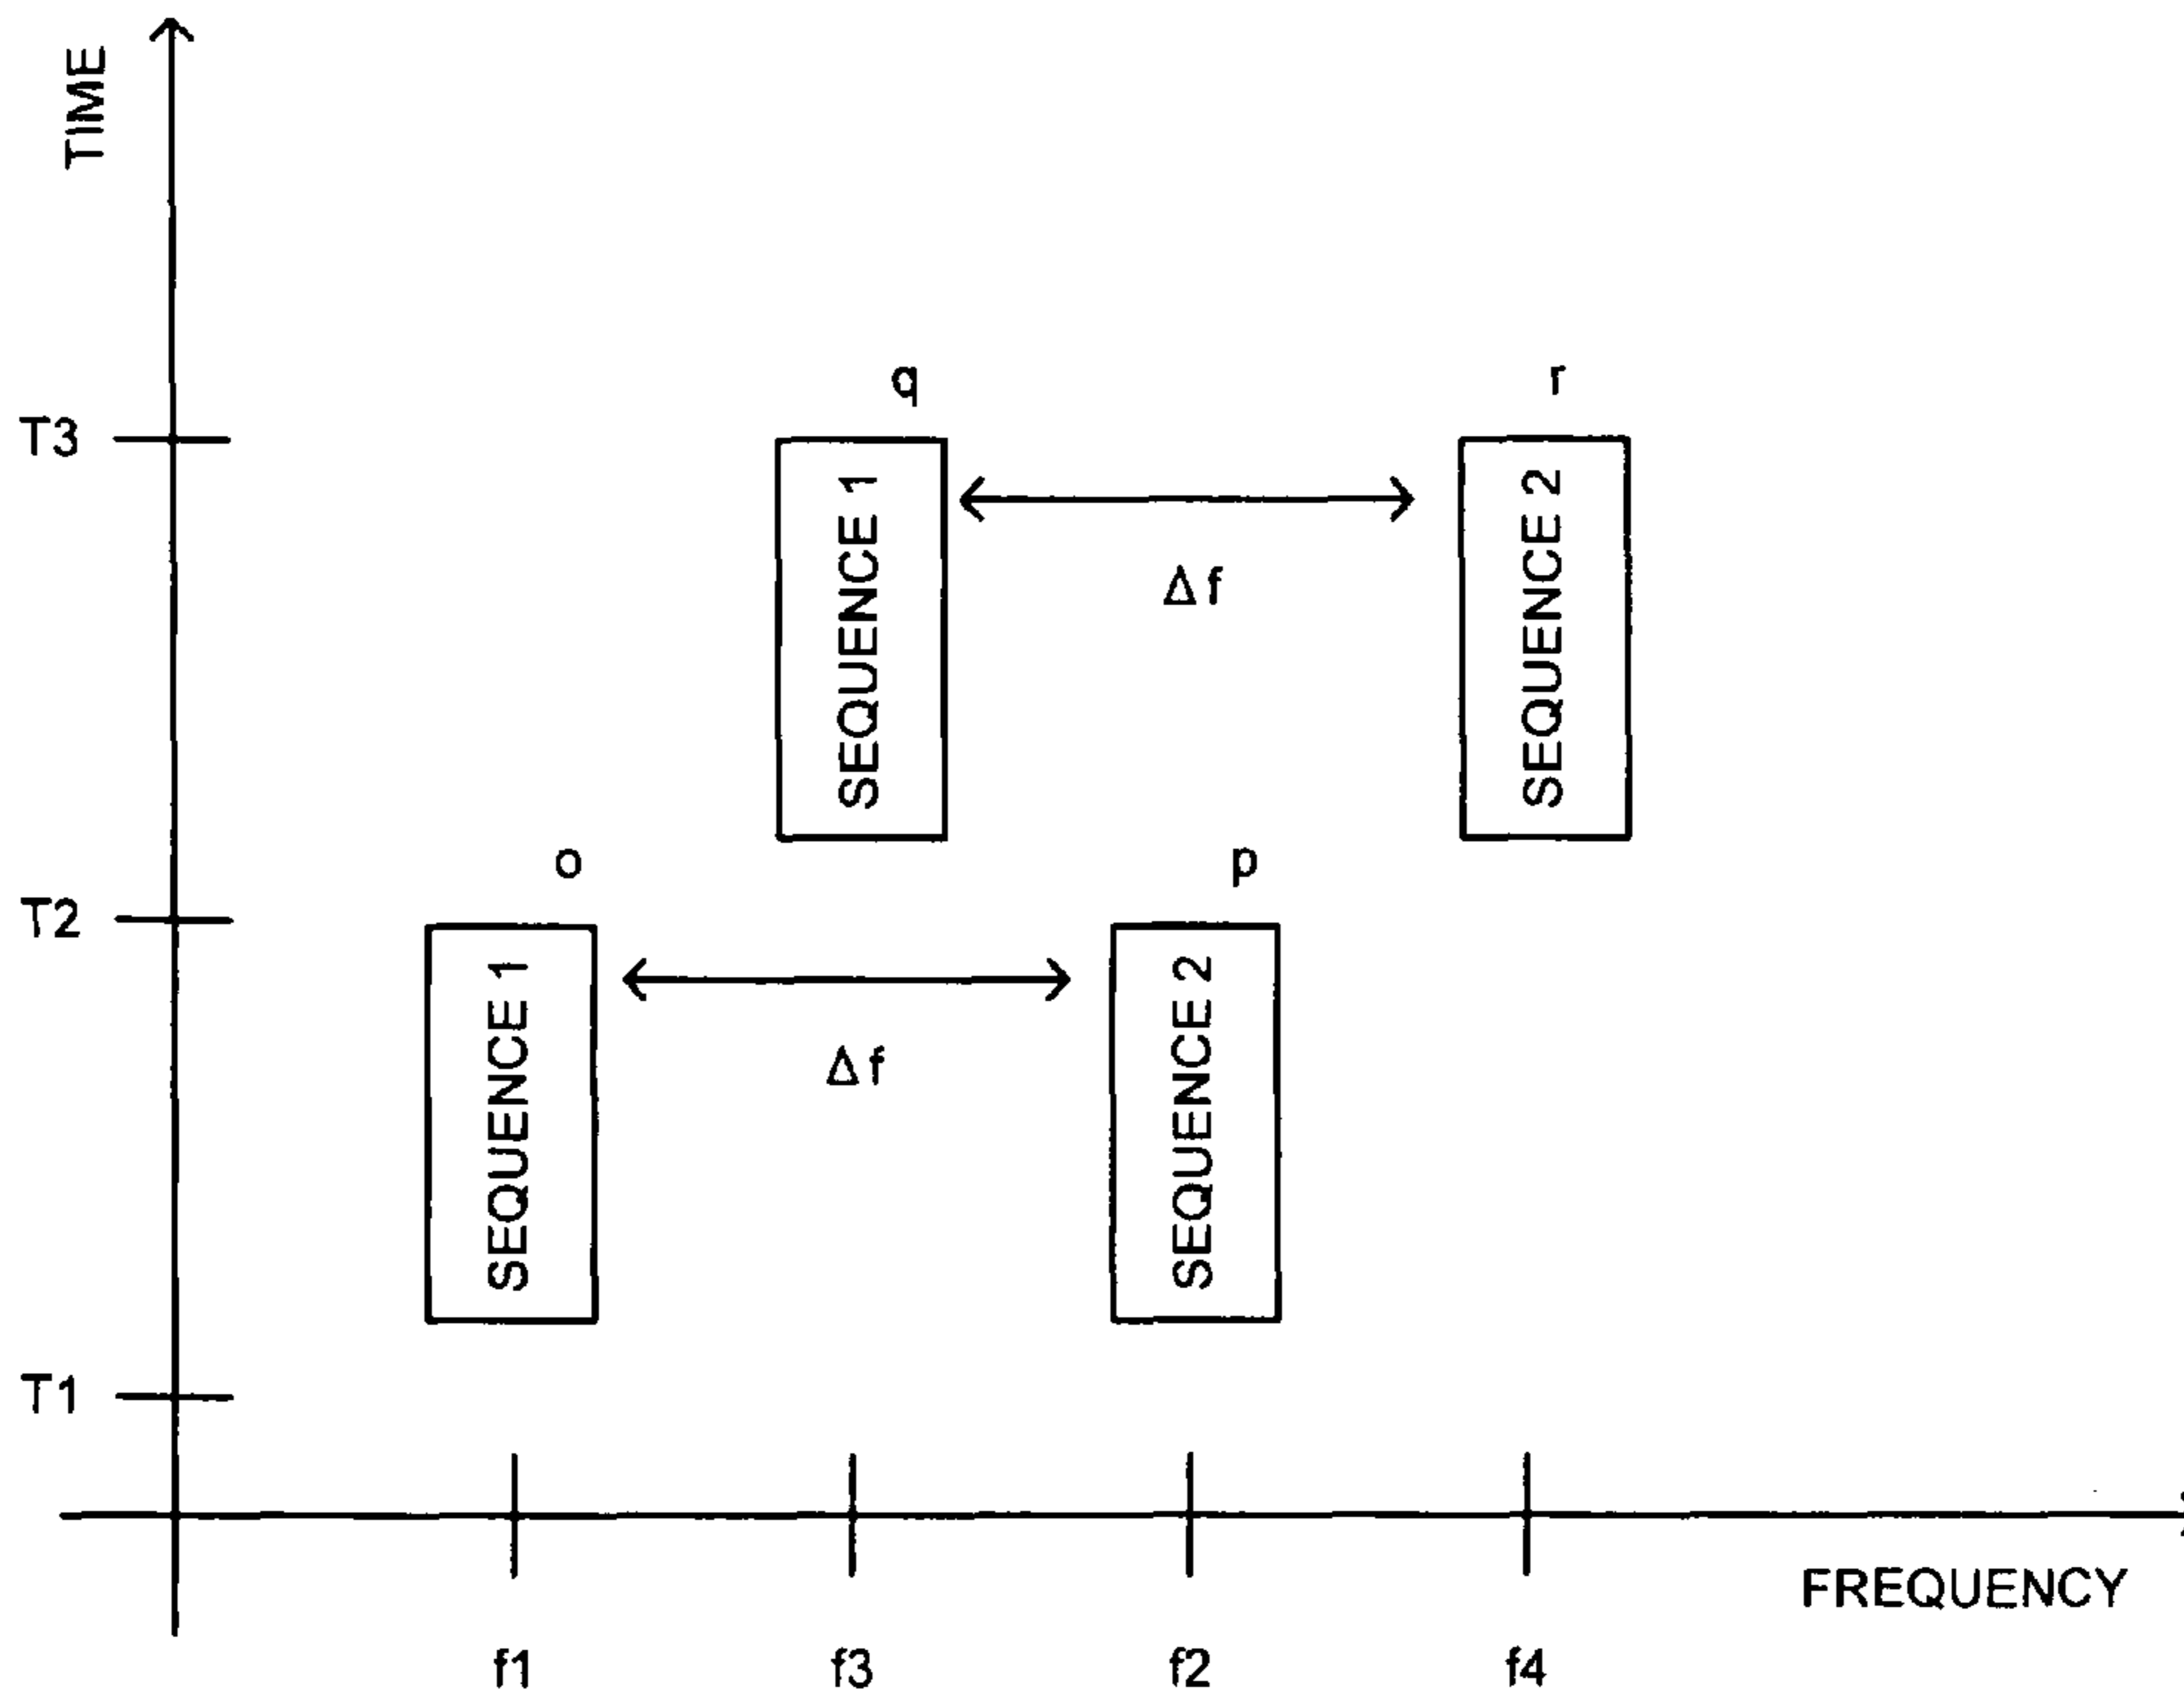 TIME
q
r
T3
SEQUENCE 1
SEQUENCE 2
Δf
o
p
T2
SEQUENCE 1
SEQUENCE 2
Δf
T1
FREQUENCY
f1
f3
f2
f4